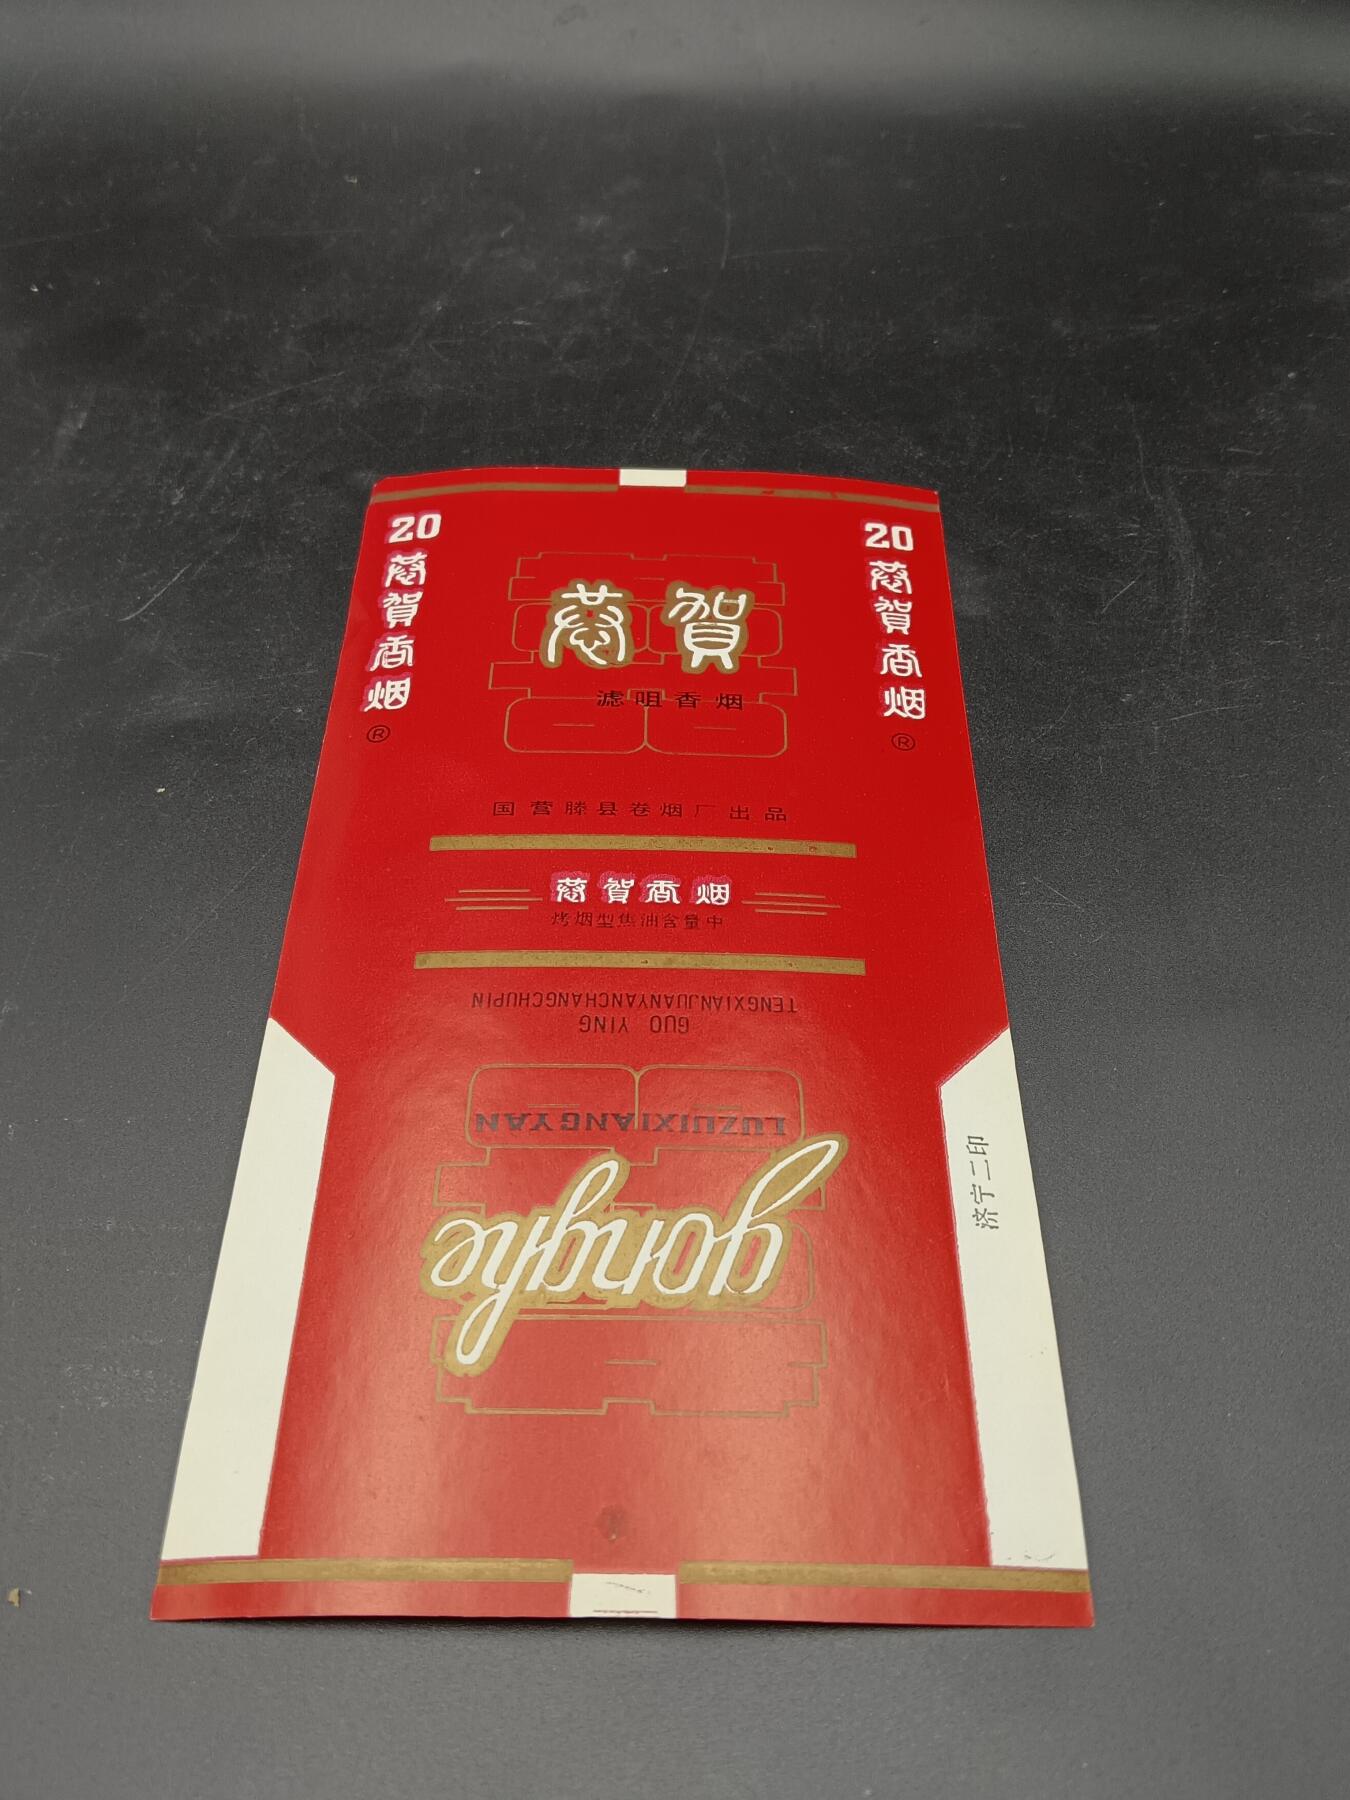 20
恭
賀
香
烟
®
20
恭
賀
香
烟
®
恭賀
滤咀香烟
国营滕县卷烟厂出品
恭賀香烟
烤烟型焦油含量中
GUO YING
TENGXIANJUANYANCHANGCHUPIN
LUZUIXIANGYAN
gonghe
济宁二印